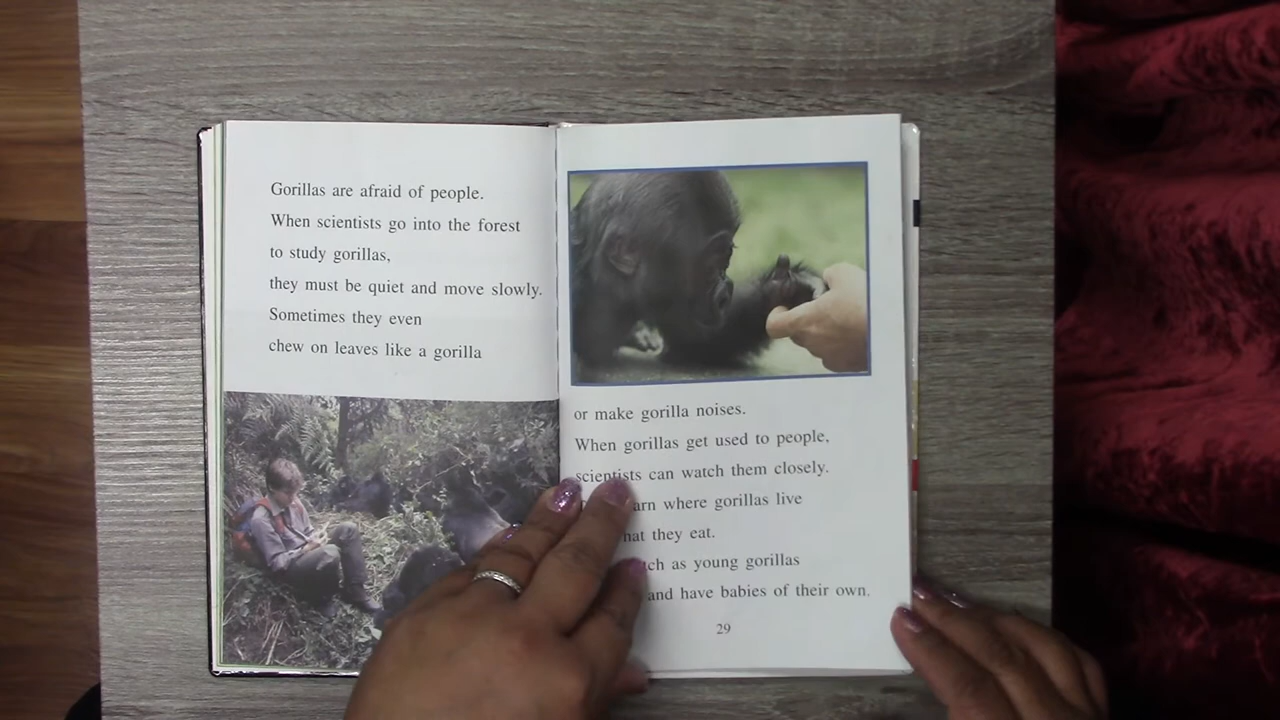 Gorillas are afraid of people.
When scientists go into the forest
to study gorillas,
they must be quiet and move slowly.
Sometimes they even
chew on leaves like a gorilla
or make gorilla noises.
When gorillas get used to people,
scientists can watch them closely.
where gorillas live
they eat.
as young gorillas
and have babies of their own.
29